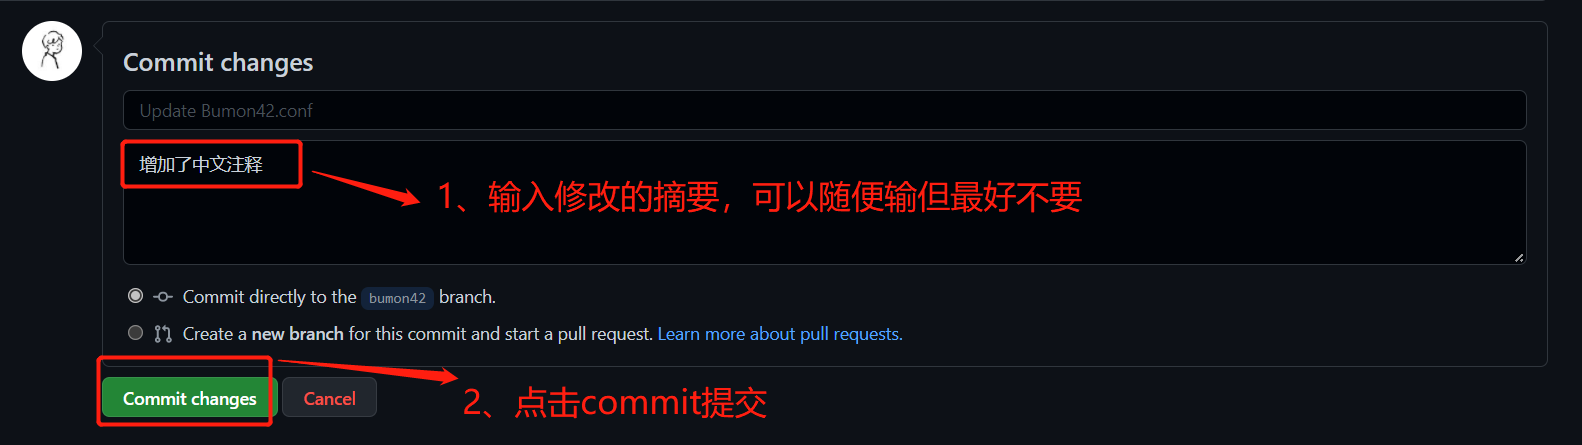 Commit changes
Update Bumon42.conf
增加了中文注释
1、输入修改的摘要，可以随便输但最好不要
Commit directly to the bumon42 branch.
Create a new branch for this commit and start a pull request. Learn more about pull requests.
Commit changes
Cancel
2、点击commit提交